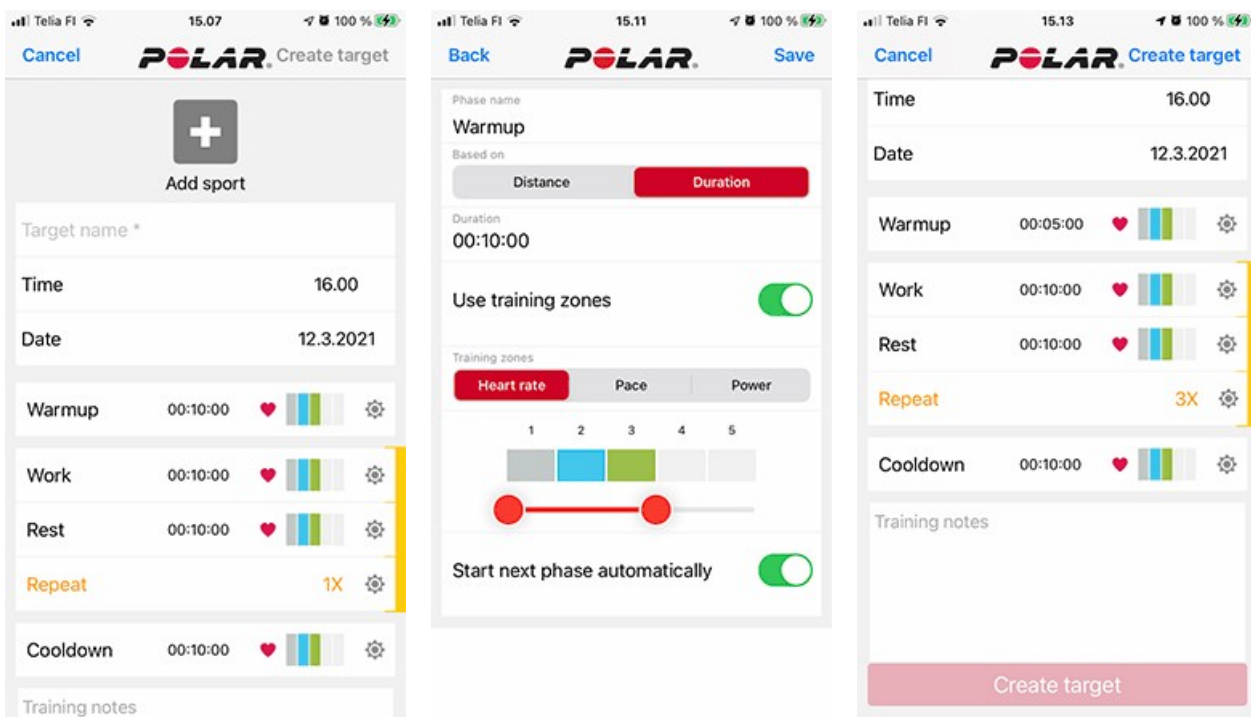 Telia FI 15.07 100 %
Cancel POLAR. Create target
Add sport
Target name *
Time 16.00
Date 12.3.2021
Warmup 00:10:00
Work 00:10:00
Rest 00:10:00
Repeat 1X
Cooldown 00:10:00
Training notes
Telia FI 15.11 100 %
Back POLAR. Save
Phase name
Warmup
Based on
Distance Duration
Duration
00:10:00
Use training zones
Training zones
Heart rate Pace Power
1 2 3 4 5
Start next phase automatically
Telia FI 15.13 100 %
Cancel POLAR. Create target
Time 16.00
Date 12.3.2021
Warmup 00:05:00
Work 00:10:00
Rest 00:10:00
Repeat 3X
Cooldown 00:10:00
Training notes
Create target